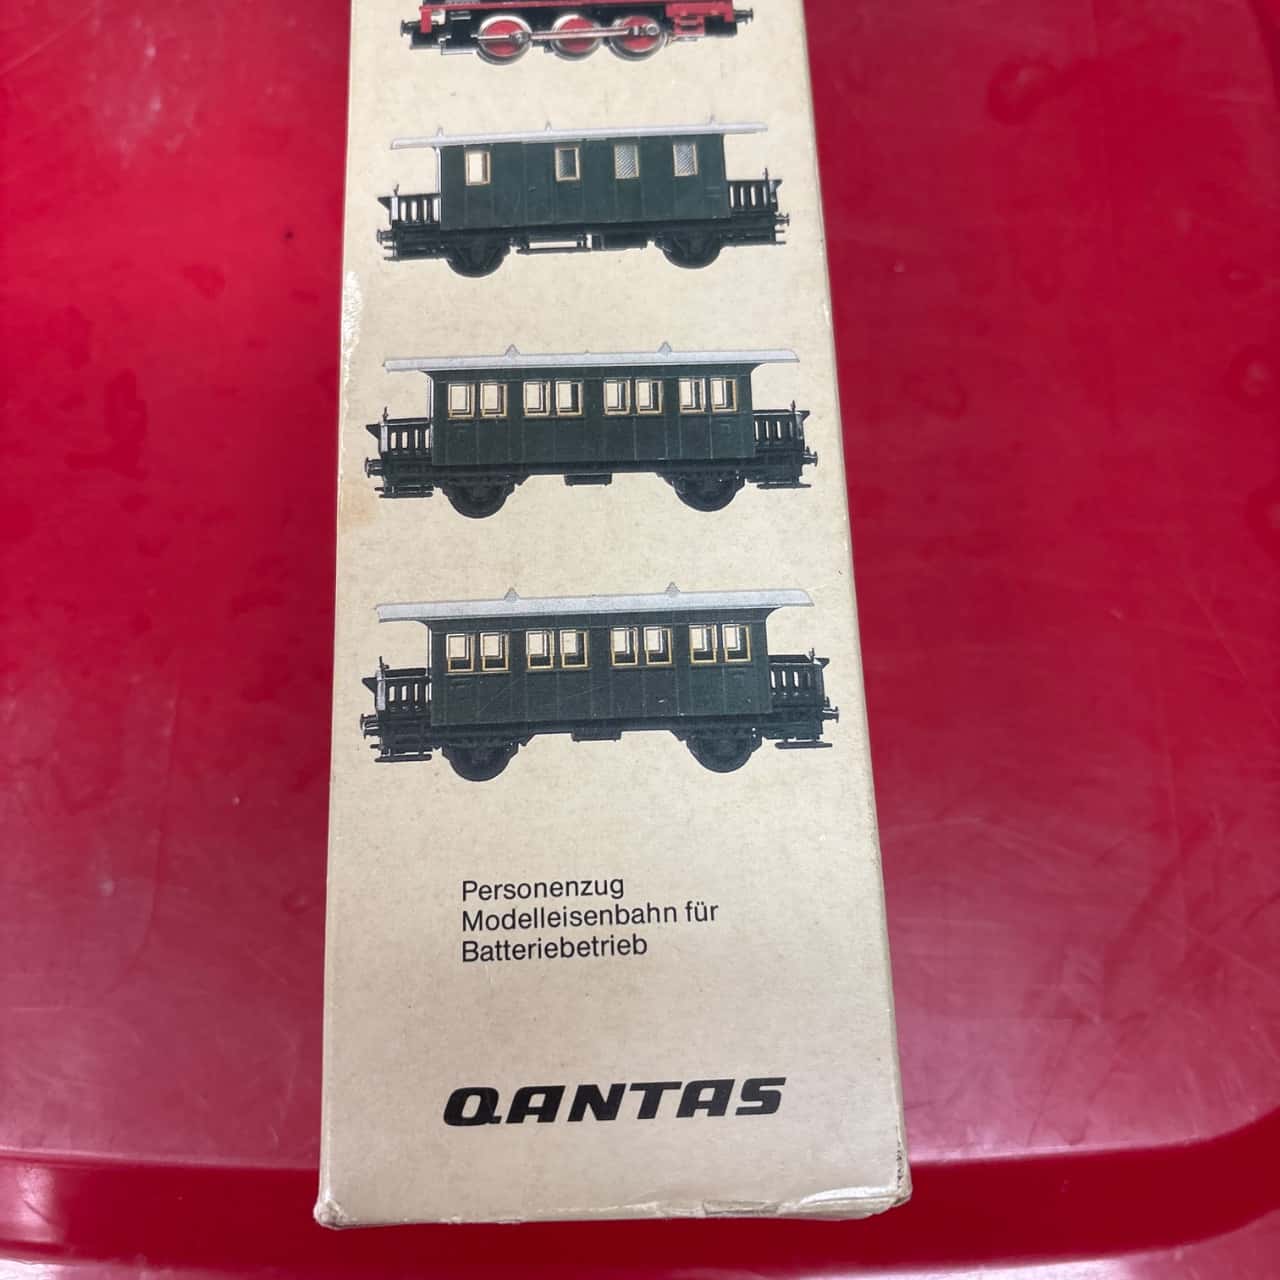 Personenzug
Modelleisenbahn für
Batteriebetrieb
QANTAS